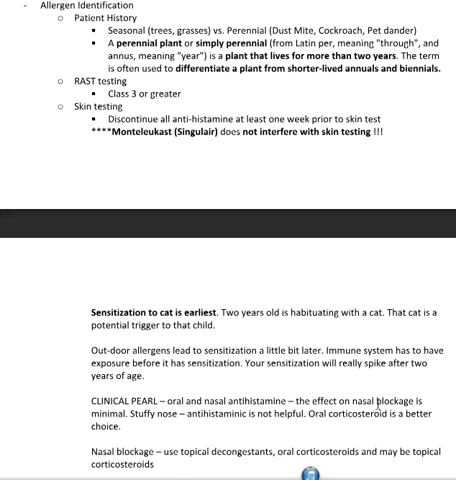 - Allergen Identification
o Patient History
▪ Seasonal (trees, grasses) vs. Perennial (Dust Mite, Cockroach, Pet dander)
▪ A perennial plant or simply perennial (from Latin per, meaning "through", and
annus, meaning "year") is a plant that lives for more than two years. The term
is often used to differentiate a plant from shorter-lived annuals and biennials.
o RAST testing
▪ Class 3 or greater
o Skin testing
▪ Discontinue all anti-histamine at least one week prior to skin test
****Monteleukast (Singulair) does not interfere with skin testing !!!
Sensitization to cat is earliest. Two years old is habituating with a cat. That cat is a
potential trigger to that child.
Out-door allergens lead to sensitization a little bit later. Immune system has to have
exposure before it has sensitization. Your sensitization will really spike after two
years of age.
CLINICAL PEARL – oral and nasal antihistamine – the effect on nasal blockage is
minimal. Stuffy nose – antihistaminic is not helpful. Oral corticosteroid is a better
choice.
Nasal blockage – use topical decongestants, oral corticosteroids and may be topical
corticosteroids